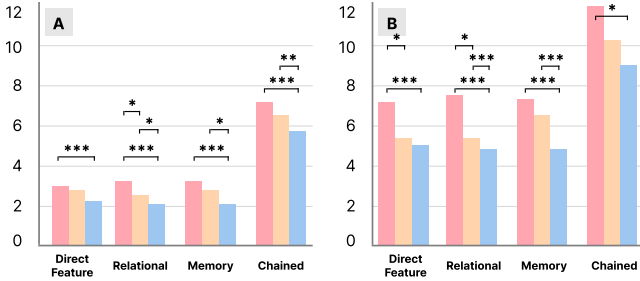 A
12
10
8
6
4
2
0
***
*
*
***
*
***
**
***
Direct
Feature
Relational
Memory
Chained
B
12
10
8
6
4
2
0
*
***
*
***
***
***
***
*
Direct
Feature
Relational
Memory
Chained